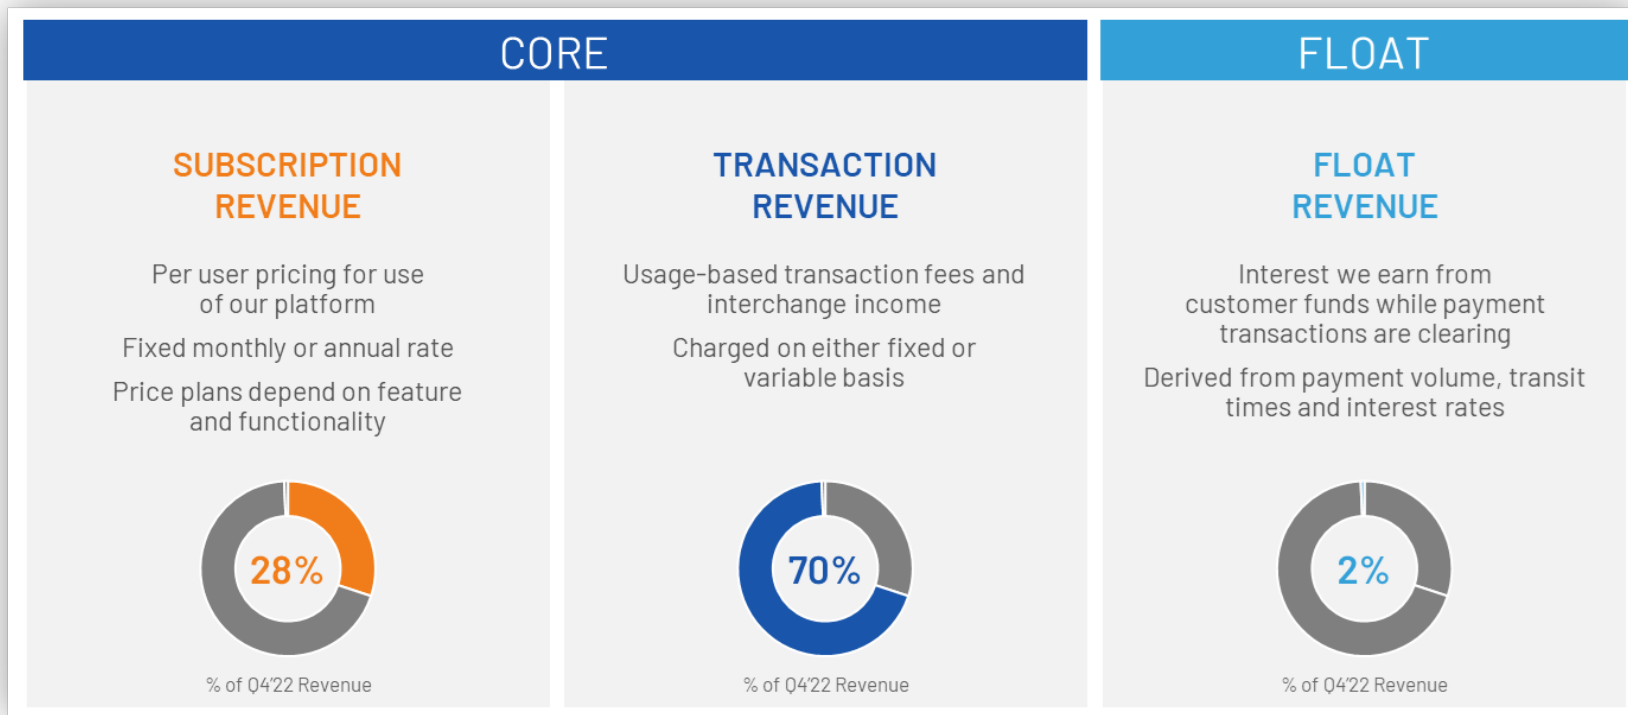 CORE
FLOAT
SUBSCRIPTION
REVENUE
Per user pricing for use
of our platform
Fixed monthly or annual rate
Price plans depend on feature
and functionality
28%
% of Q4'22 Revenue
TRANSACTION
REVENUE
Usage-based transaction fees and
interchange income
Charged on either fixed or
variable basis
70%
% of Q4'22 Revenue
FLOAT
REVENUE
Interest we earn from
customer funds while payment
transactions are clearing
Derived from payment volume, transit
times and interest rates
2%
% of Q4'22 Revenue